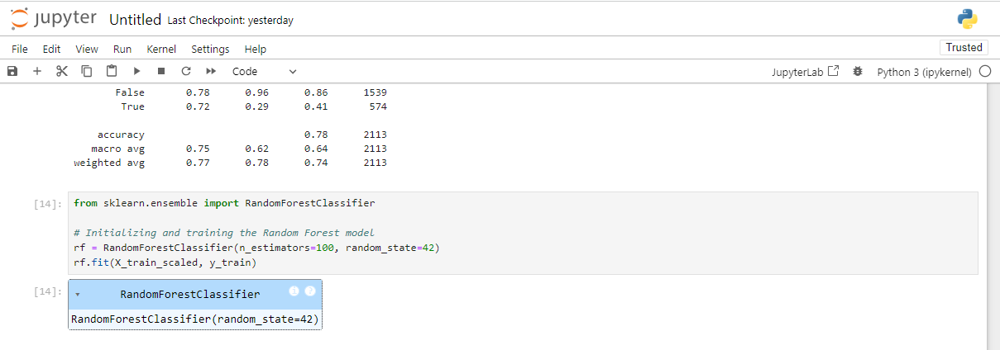 jupyter Untitled Last Checkpoint: yesterday
File Edit View Run Kernel Settings Help Trusted
Code JupyterLab Python 3 (ipykernel)
False 0.78 0.96 0.86 1539
True 0.72 0.29 0.41 574
accuracy 0.78 2113
macro avg 0.75 0.62 0.64 2113
weighted avg 0.77 0.78 0.74 2113
[14]: from sklearn.ensemble import RandomForestClassifier
# Initializing and training the Random Forest model
rf = RandomForestClassifier(n_estimators=100, random_state=42)
rf.fit(X_train_scaled, y_train)
[14]: RandomForestClassifier i ?
RandomForestClassifier(random_state=42)